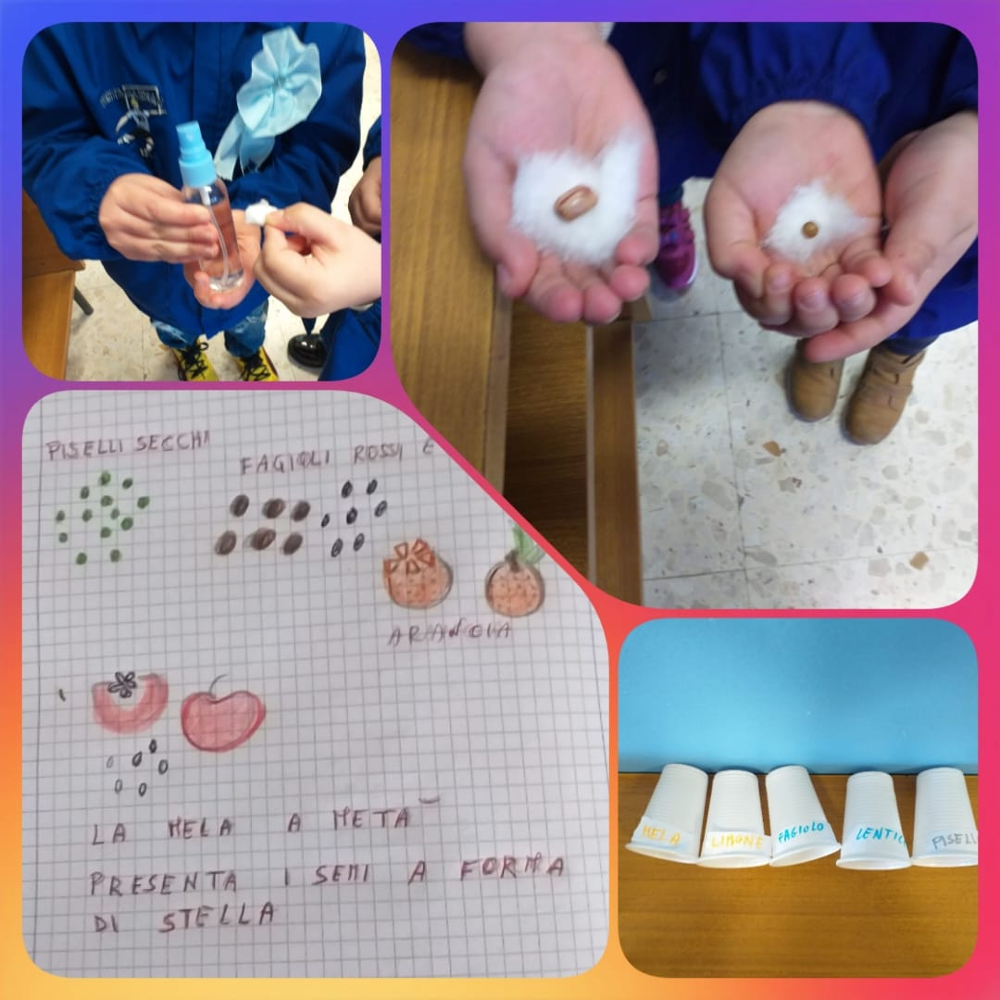 PISELLI SECCHI
FAGIOLI ROSSI E
ARANCIA
LA MELA A METÀ
PRESENTA I SEMI A FORMA
DI STELLA
MELA
LIMONE
FAGIOLO
LENTIC
PISELL